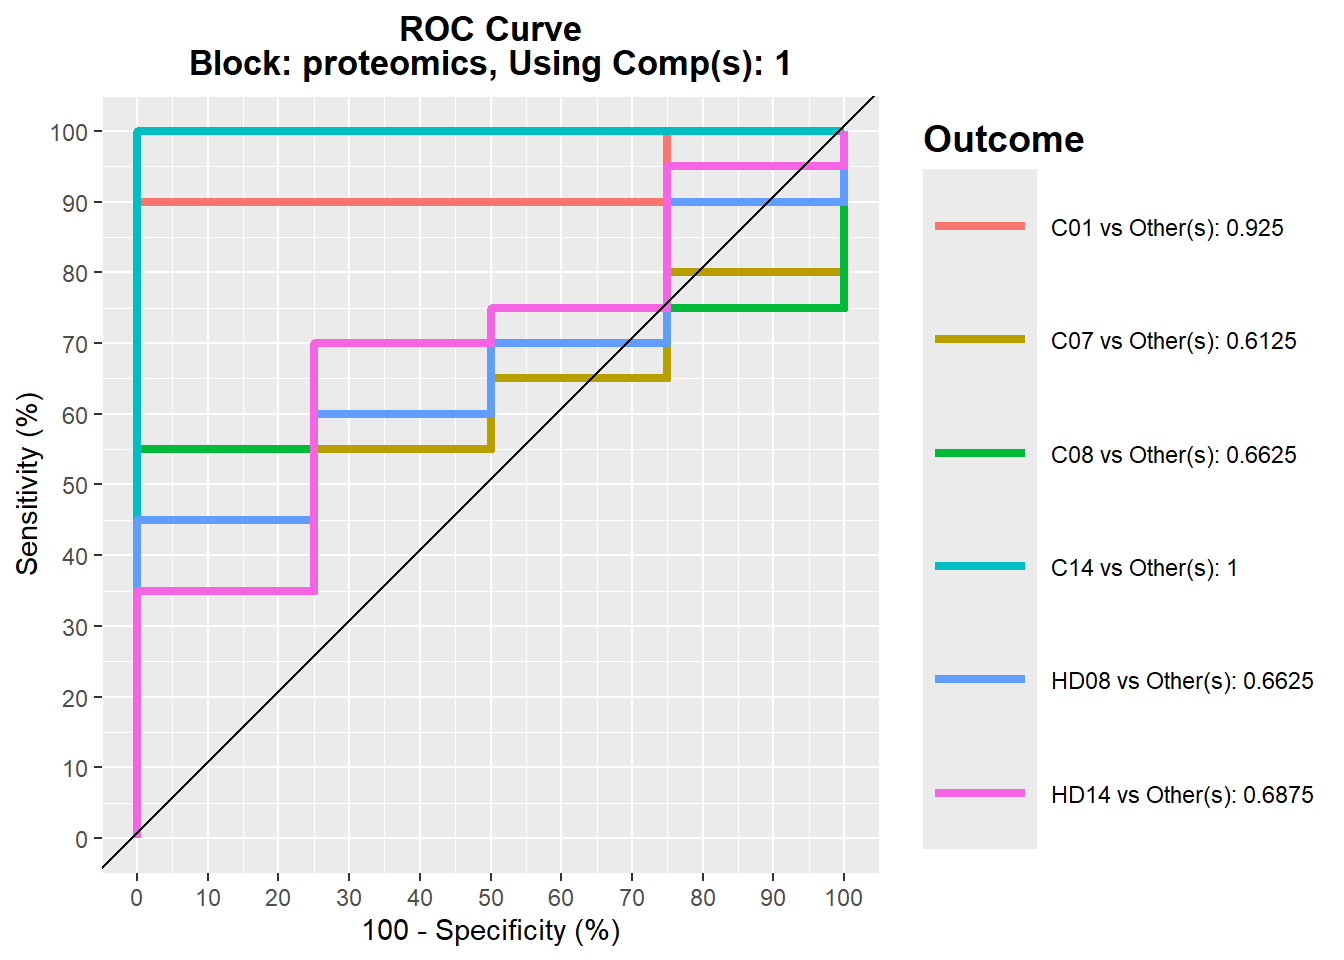 ROC Curve
Block: proteomics, Using Comp(s): 1
Sensitivity (%)
100
90
80
70
60
50
40
30
20
10
0
0 10 20 30 40 50 60 70 80 90 100
100 - Specificity (%)
Outcome
C01 vs Other(s): 0.925
C07 vs Other(s): 0.6125
C08 vs Other(s): 0.6625
C14 vs Other(s): 1
HD08 vs Other(s): 0.6625
HD14 vs Other(s): 0.6875